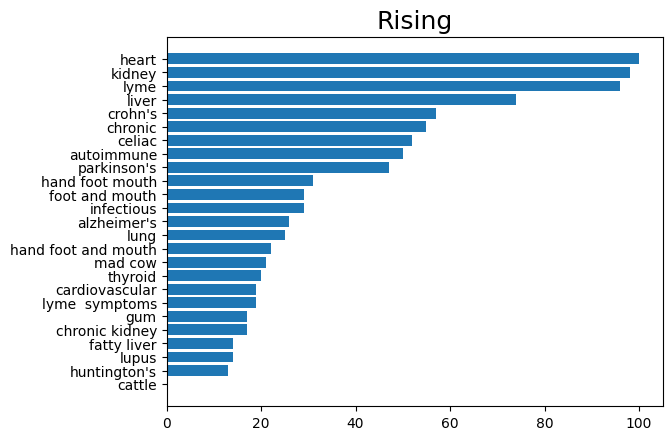 Rising
heart
kidney
lyme
liver
crohn's
chronic
celiac
autoimmune
parkinson's
hand foot mouth
foot and mouth
infectious
alzheimer's
lung
hand foot and mouth
mad cow
thyroid
cardiovascular
lyme  symptoms
gum
chronic kidney
fatty liver
lupus
huntington's
cattle
0 20 40 60 80 100